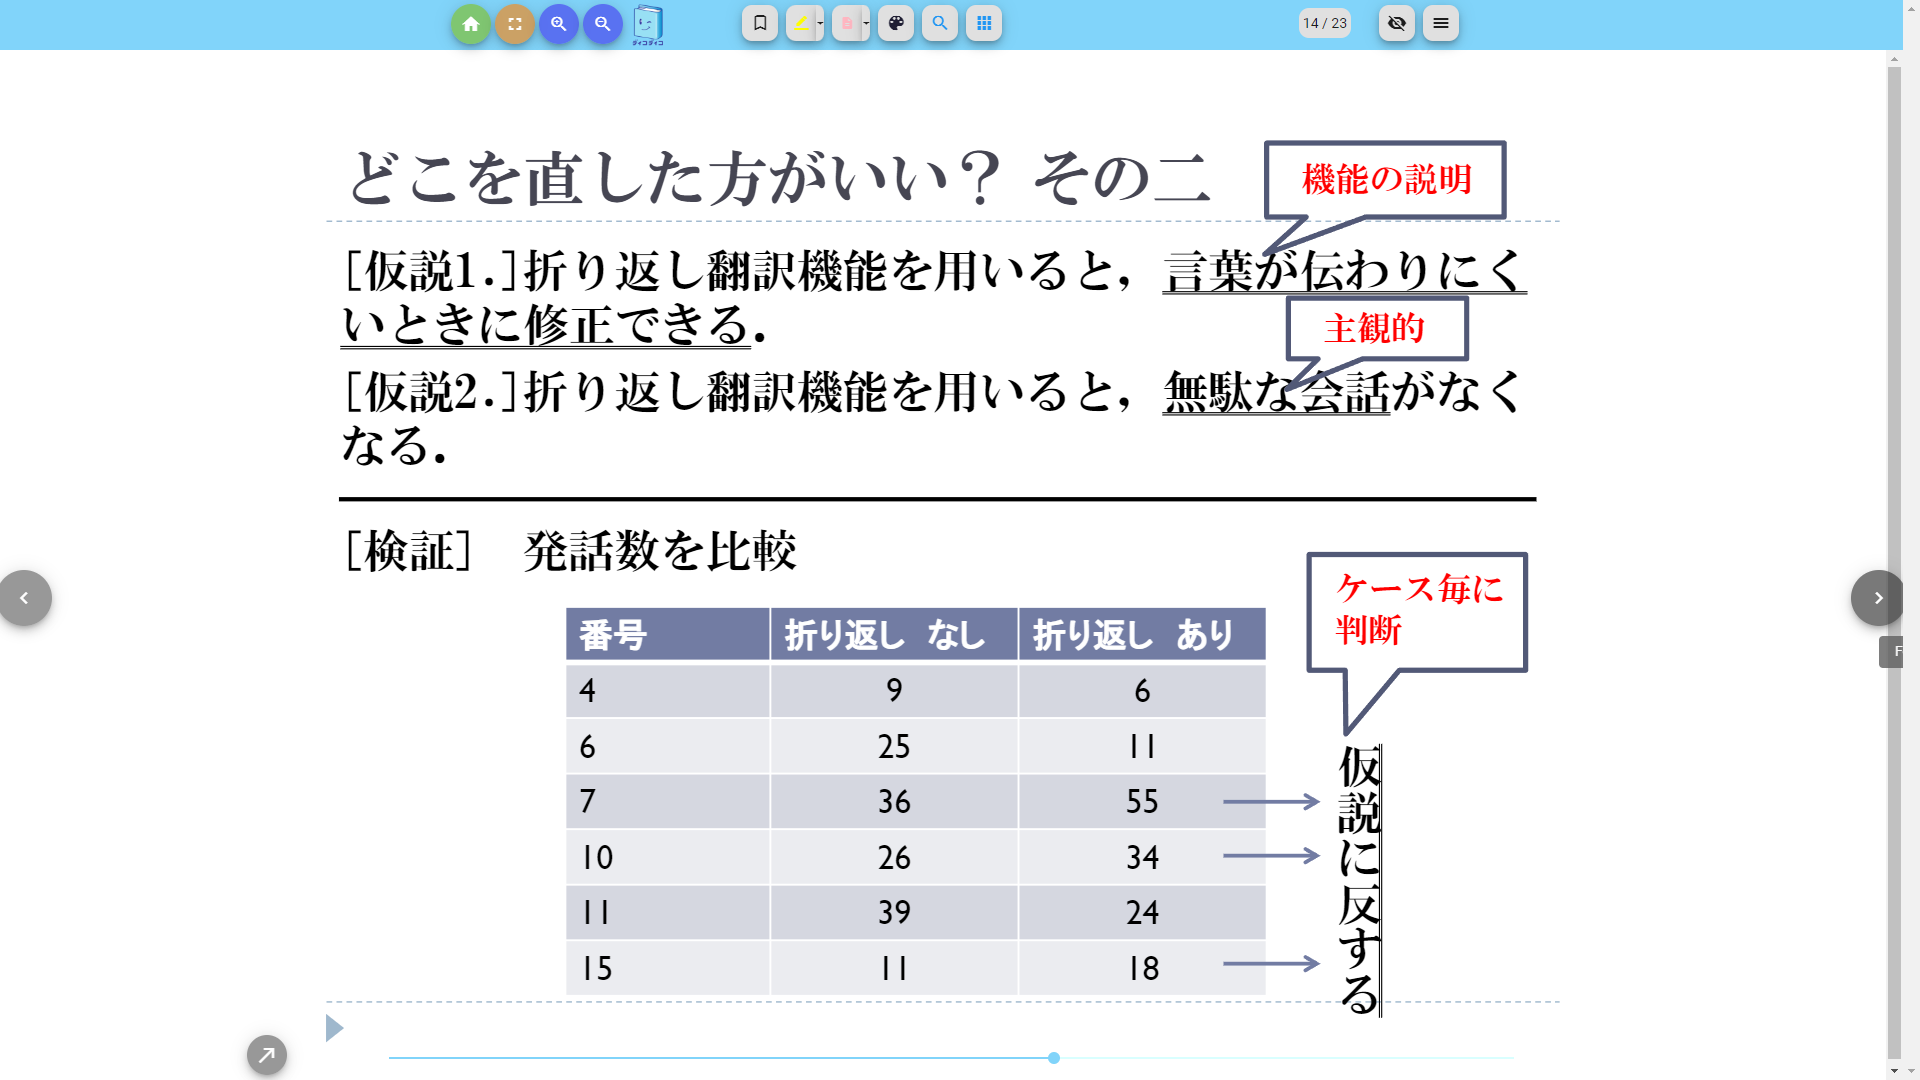 ダィコダィコ
14 / 23
どこを直した方がいい？ その二
機能の説明
[仮説1.]折り返し翻訳機能を用いると，言葉が伝わりにく
いときに修正できる．
主観的
[仮説2.]折り返し翻訳機能を用いると，無駄な会話がなく
なる．
[検証]　発話数を比較
ケース毎に
判断
番号 折り返し　なし 折り返し　あり
4 9 6
6 25 11
7 36 55
10 26 34
11 39 24
15 11 18
仮説に反する
F